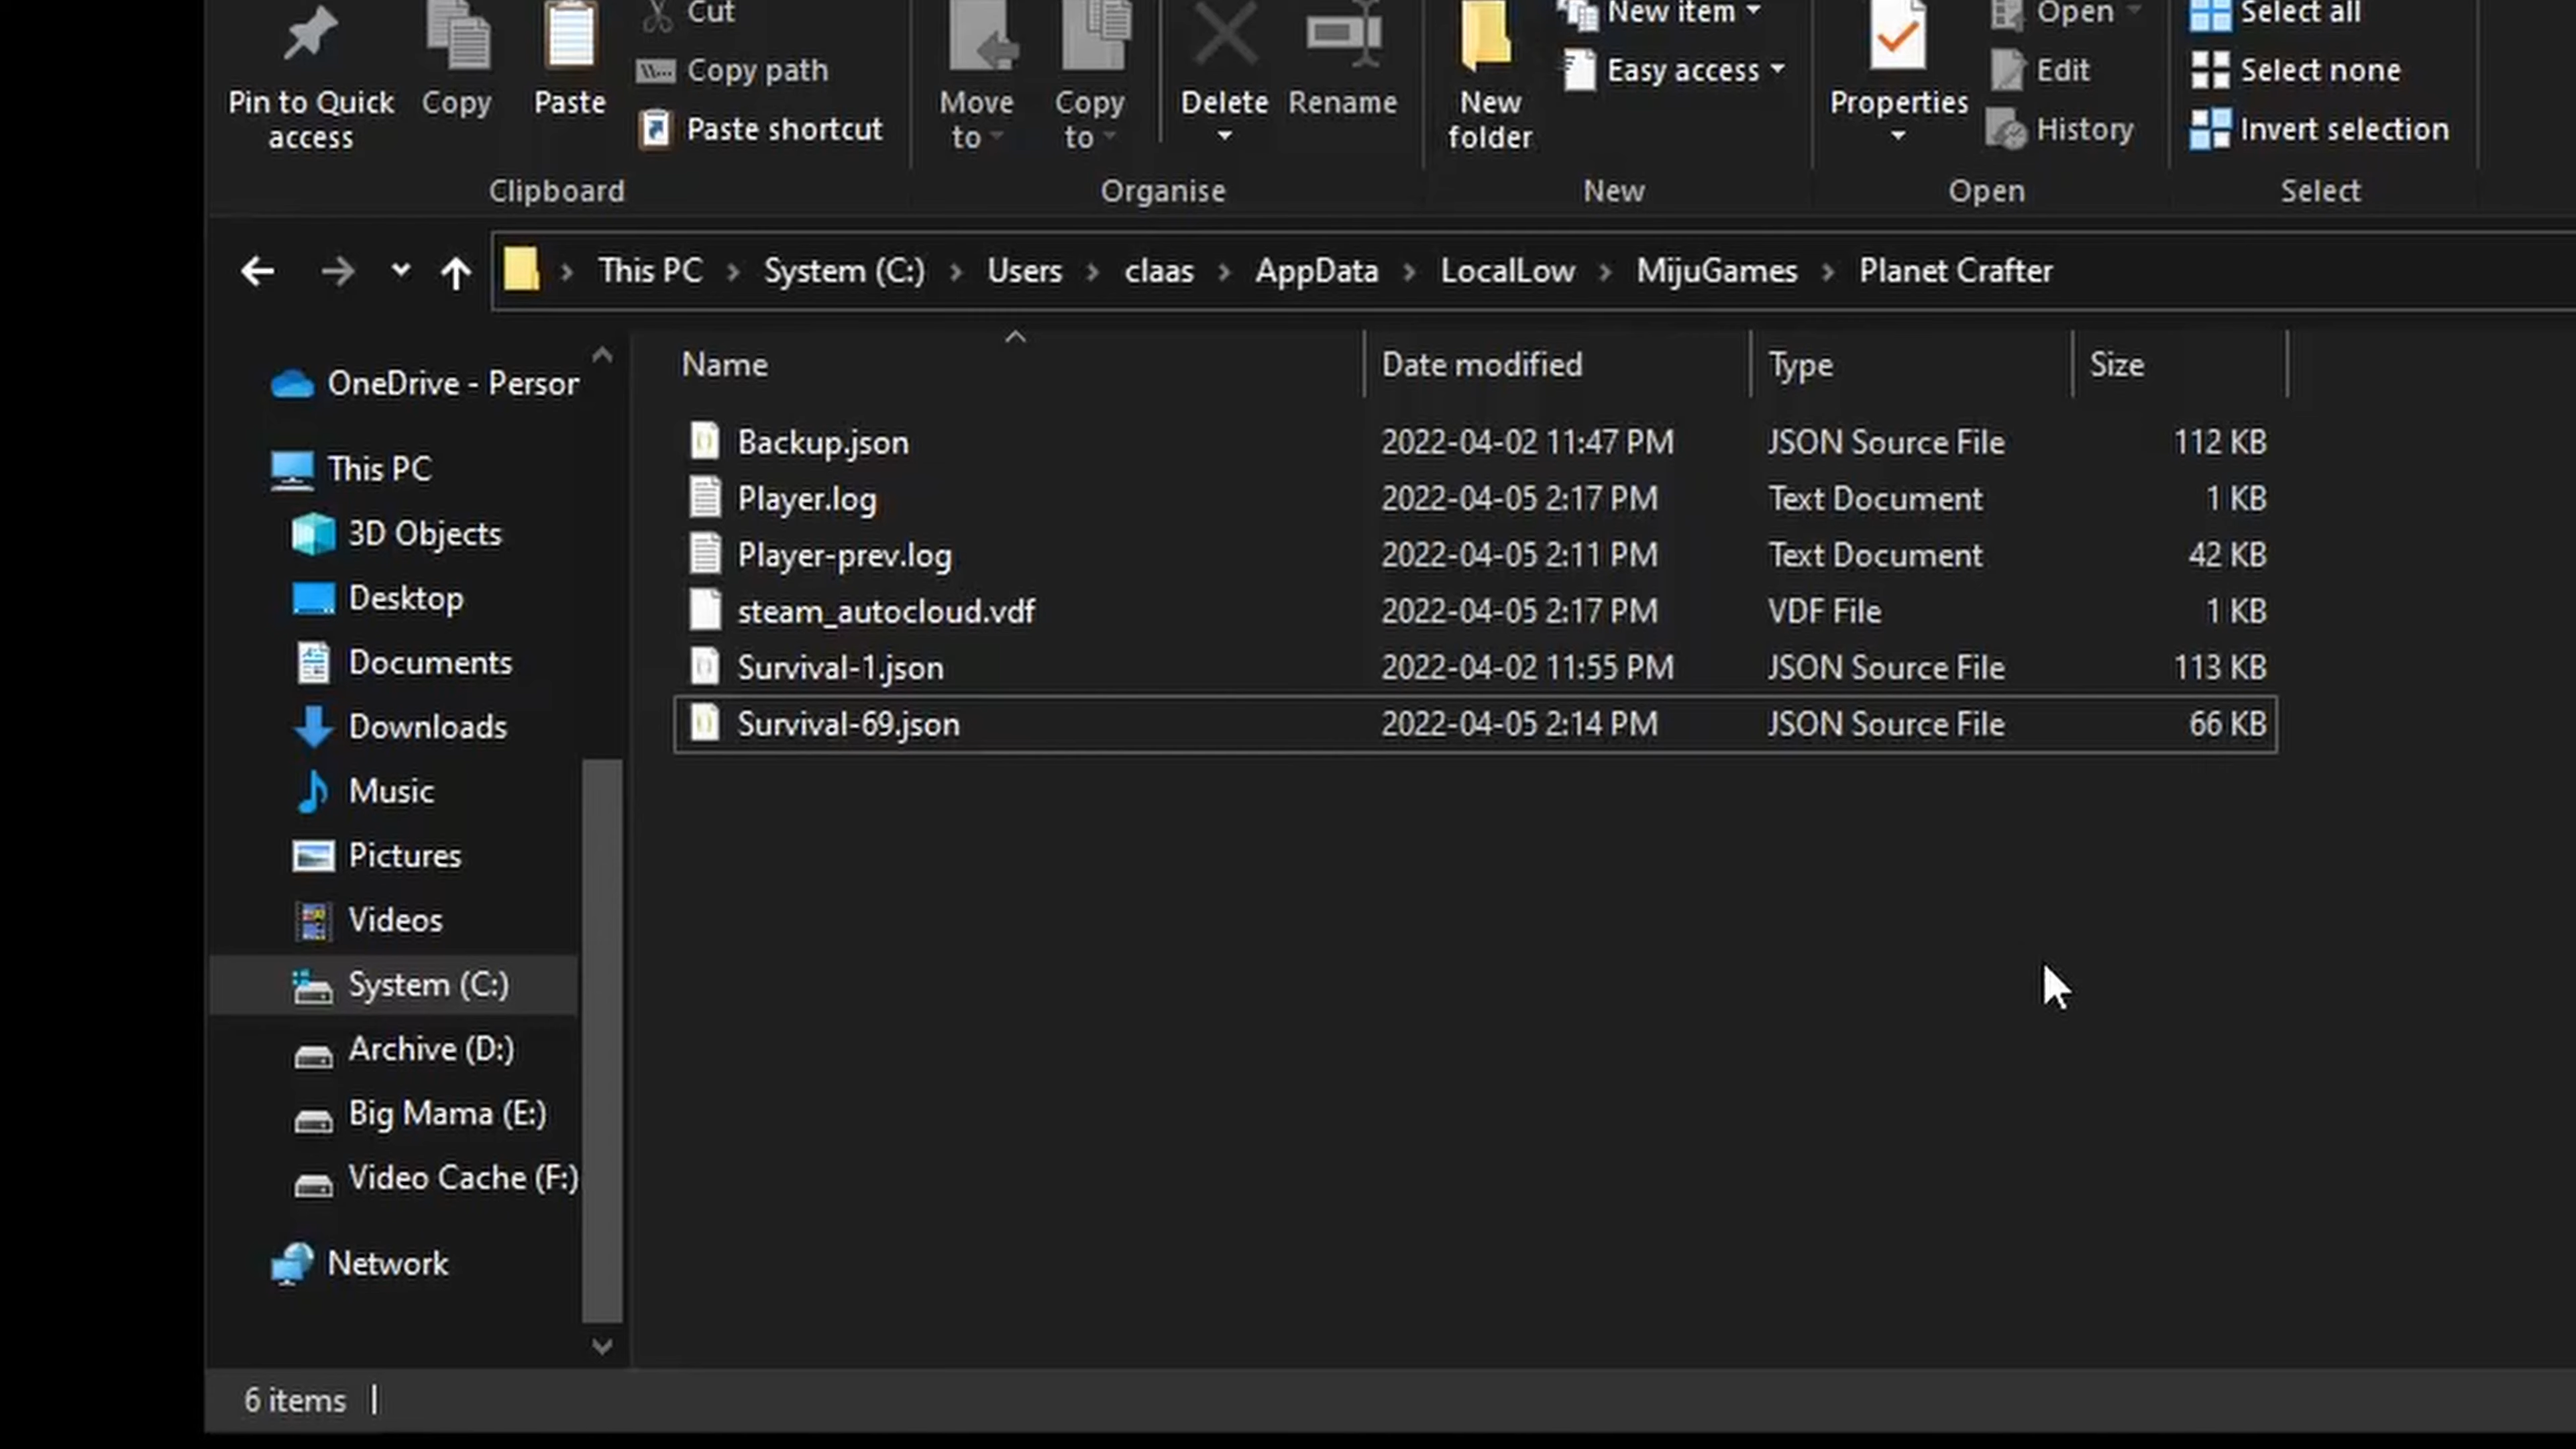 Cut
New item
Open
Select all
Copy path
Easy access
Edit
Select none
Pin to Quick access
Copy
Paste
Paste shortcut
Move to
Copy to
Delete
Rename
New folder
Properties
History
Invert selection
Clipboard
Organise
New
Open
Select
This PC > System (C:) > Users > claas > AppData > LocalLow > MijuGames > Planet Crafter
Name Date modified Type Size
OneDrive - Person
This PC
3D Objects
Desktop
Documents
Downloads
Music
Pictures
Videos
System (C:)
Archive (D:)
Big Mama (E:)
Video Cache (F:)
Network
Backup.json 2022-04-02 11:47 PM JSON Source File 112 KB
Player.log 2022-04-05 2:17 PM Text Document 1 KB
Player-prev.log 2022-04-05 2:11 PM Text Document 42 KB
steam_autocloud.vdf 2022-04-05 2:17 PM VDF File 1 KB
Survival-1.json 2022-04-02 11:55 PM JSON Source File 113 KB
Survival-69.json 2022-04-05 2:14 PM JSON Source File 66 KB
6 items